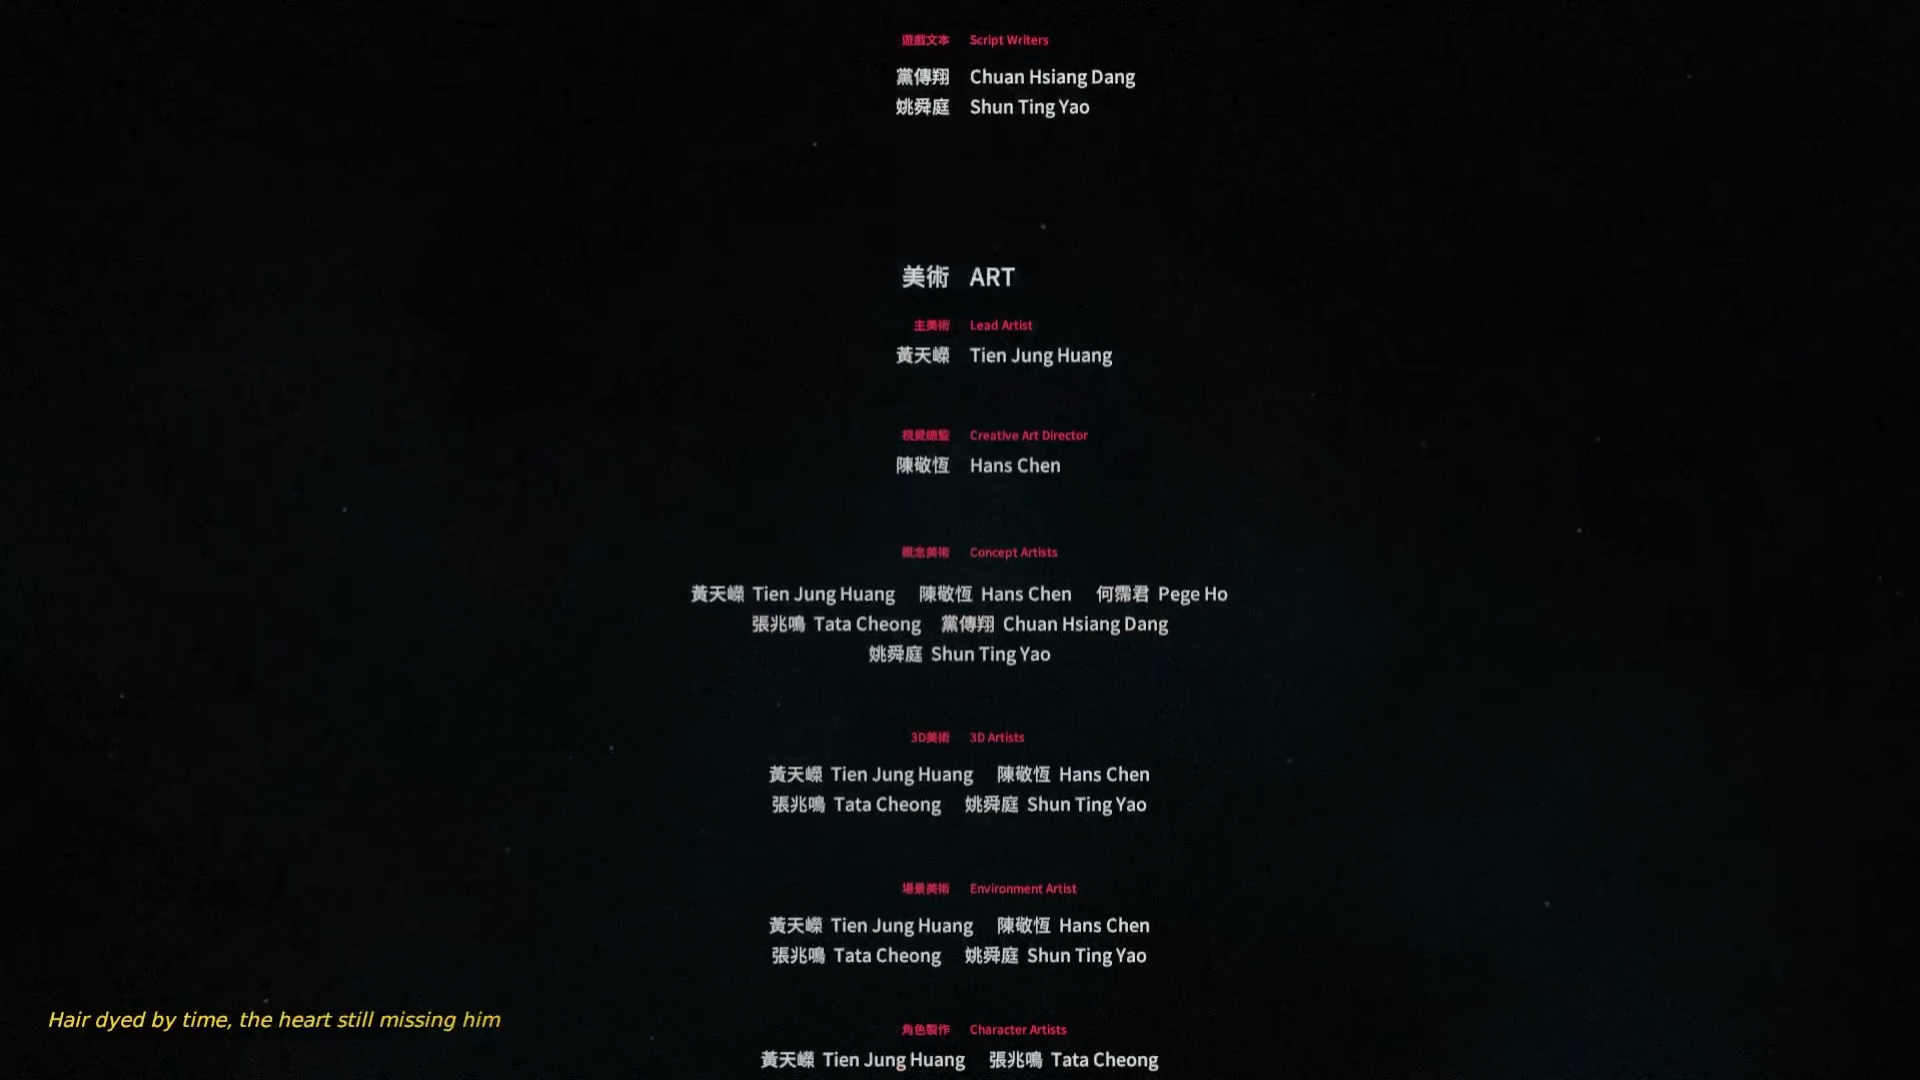 遊戲文本 Script Writers
黨傳翔 Chuan Hsiang Dang
姚舜庭 Shun Ting Yao
美術 ART
主美術 Lead Artist
黃天嶸 Tien Jung Huang
視覺總監 Creative Art Director
陳敬恆 Hans Chen
概念美術 Concept Artists
黃天嶸 Tien Jung Huang 陳敬恆 Hans Chen 何霈君 Pege Ho
張兆鳴 Tata Cheong 黨傳翔 Chuan Hsiang Dang
姚舜庭 Shun Ting Yao
3D美術 3D Artists
黃天嶸 Tien Jung Huang 陳敬恆 Hans Chen
張兆鳴 Tata Cheong 姚舜庭 Shun Ting Yao
場景美術 Environment Artist
黃天嶸 Tien Jung Huang 陳敬恆 Hans Chen
張兆鳴 Tata Cheong 姚舜庭 Shun Ting Yao
Hair dyed by time, the heart still missing him
角色製作 Character Artists
黃天嶸 Tien Jung Huang 張兆鳴 Tata Cheong